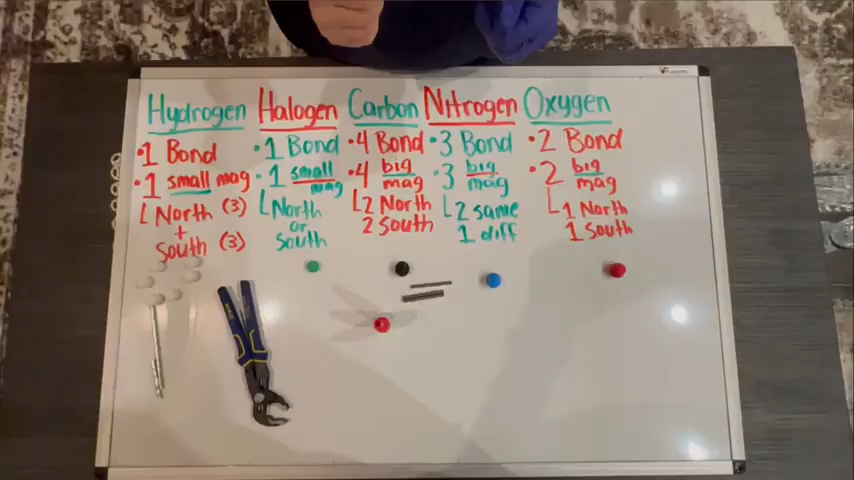 Hydrogen
• 1 Bond
• 1 small mag
North (3)
+
South (3)
Halogen
• 1 Bond
• 1 small
mag
North
or
South
Carbon
• 4 Bond
• 4 big
mag
2 North
2 South
Nitrogen
• 3 Bond
• 3 big
mag
2 same
1 diff
Oxygen
• 2 Bond
• 2 big
mag
1 North
1 South